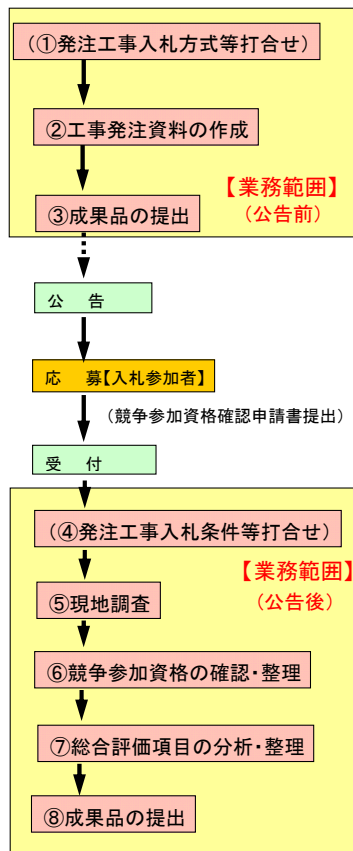 (①発注工事入札方式等打合せ)
②工事発注資料の作成
【業務範囲】
③成果品の提出
(公告前)
公　告
応　募【入札参加者】
(競争参加資格確認申請書提出)
受　付
(④発注工事入札条件等打合せ)
【業務範囲】
⑤現地調査
(公告後)
⑥競争参加資格の確認・整理
⑦総合評価項目の分析・整理
⑧成果品の提出